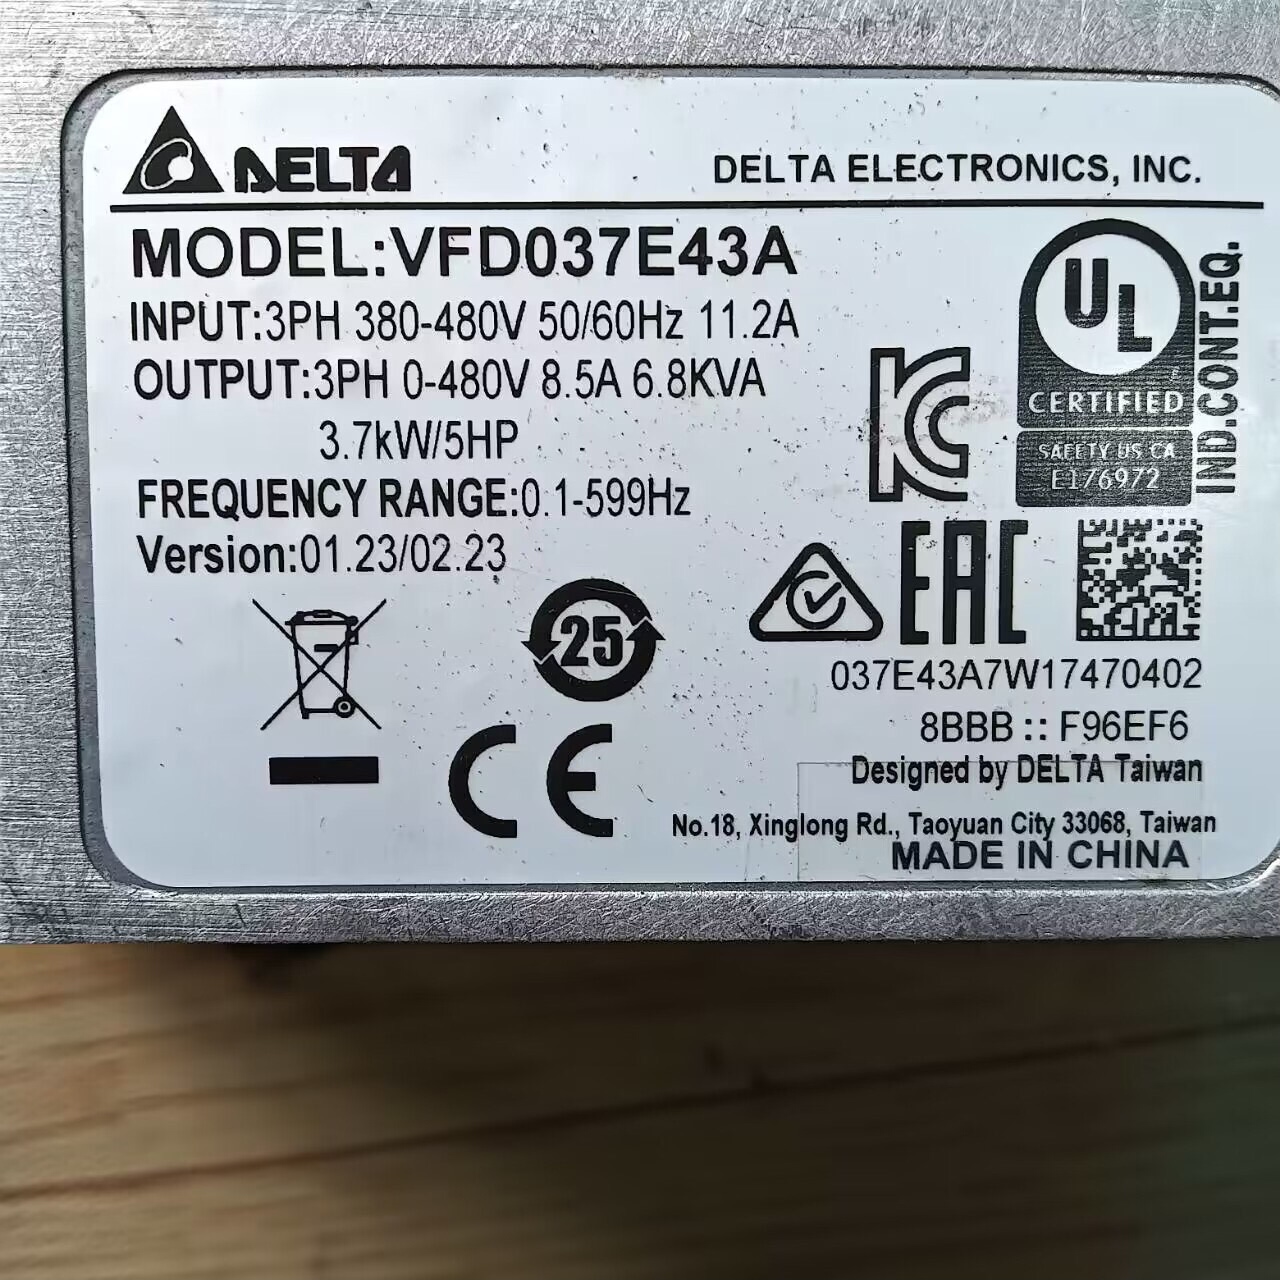 DELTA
DELTA ELECTRONICS, INC.
MODEL:VFD037E43A
INPUT:3PH 380-480V 50/60Hz 11.2A
OUTPUT:3PH 0-480V 8.5A 6.8KVA
3.7kW/5HP
FREQUENCY RANGE:0.1-599Hz
Version:01.23/02.23
UL
CERTIFIED
SAFETY US CA
E176972
IND.CONT.EQ.
EAC
25
CE
037E43A7W17470402
8BBB :: F96EF6
Designed by DELTA Taiwan
No.18, Xinglong Rd., Taoyuan City 33068, Taiwan
MADE IN CHINA